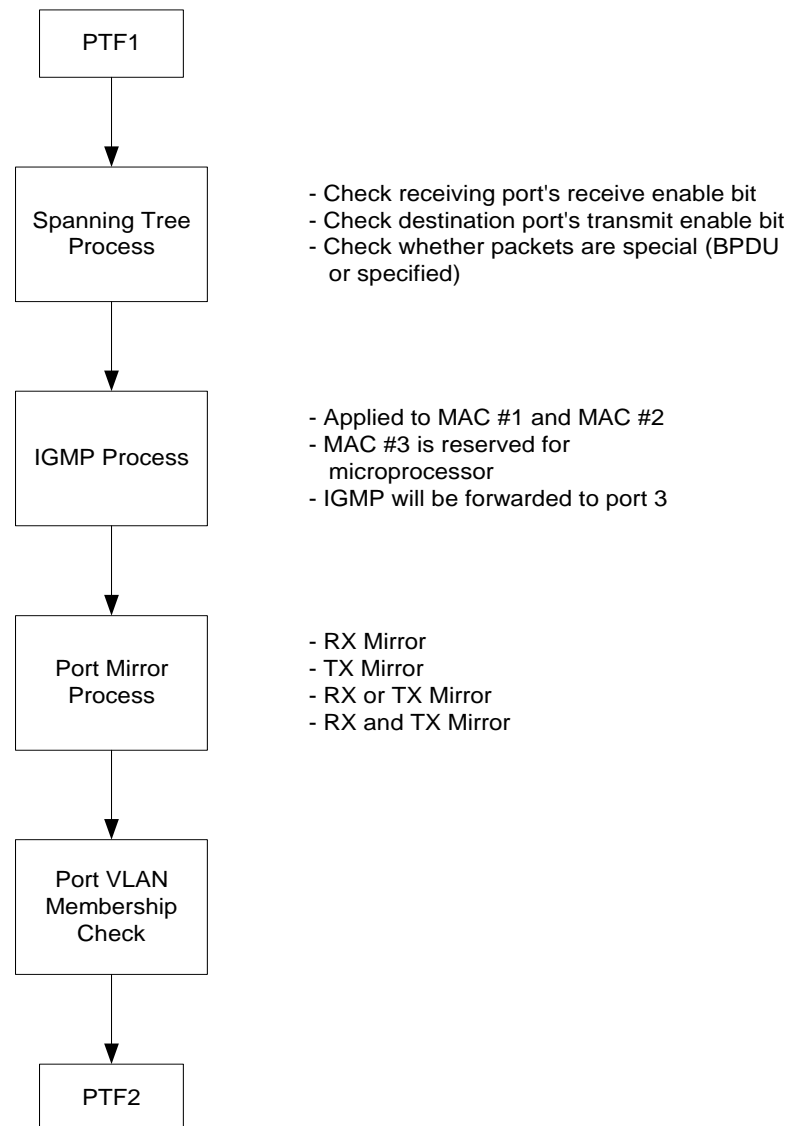 PTF1
Spanning Tree
Process
- Check receiving port's receive enable bit
- Check destination port's transmit enable bit
- Check whether packets are special (BPDU
or specified)
IGMP Process
- Applied to MAC #1 and MAC #2
- MAC #3 is reserved for
microprocessor
- IGMP will be forwarded to port 3
Port Mirror
Process
- RX Mirror
- TX Mirror
- RX or TX Mirror
- RX and TX Mirror
Port VLAN
Membership
Check
PTF2